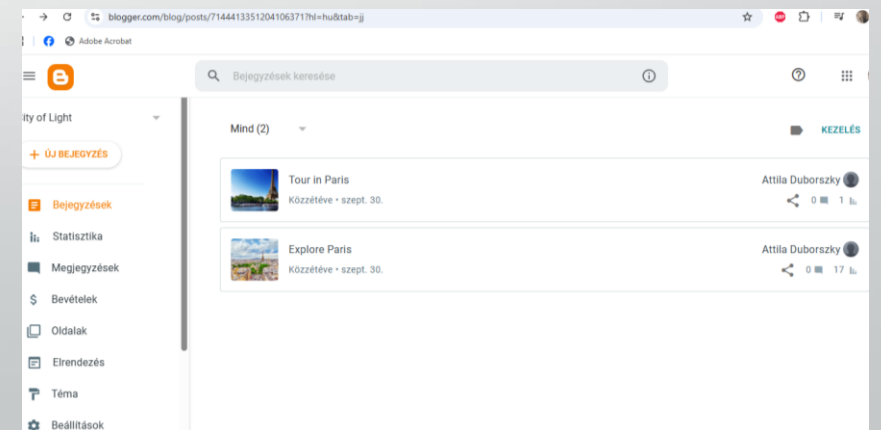 blogger.com/blog/posts/7144413351204106371?hl=hu&tab=jj
Adobe Acrobat
Bejegyzések keresése
ity of Light
Mind (2)
KEZELÉS
+ ÚJ BEJEGYZÉS
Tour in Paris
Attila Duborszky
Közzétéve • szept. 30.
0 1
Bejegyzések
Statisztika
Explore Paris
Attila Duborszky
Közzétéve • szept. 30.
0 17
Megjegyzések
Bevételek
Oldalak
Elrendezés
Téma
Beállítások